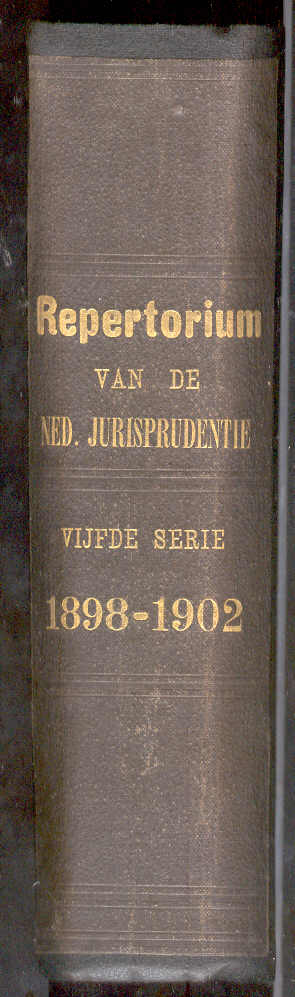 Repertorium
VAN DE
NED. JURISPRUDENTIE
VIJFDE SERIE
1898-1902